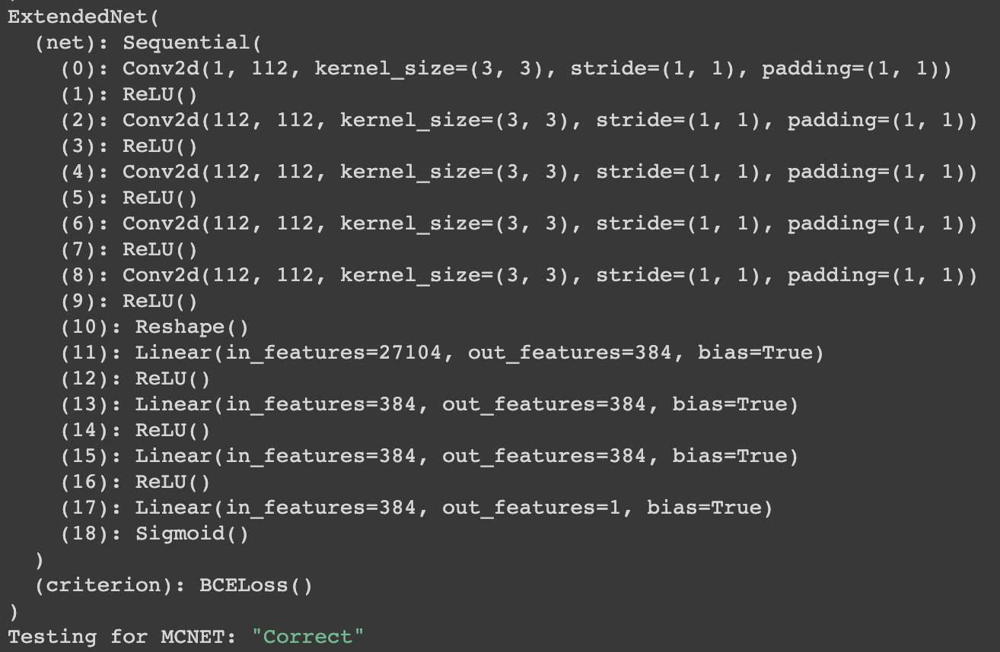 ExtendedNet(
  (net): Sequential(
    (0): Conv2d(1, 112, kernel_size=(3, 3), stride=(1, 1), padding=(1, 1))
    (1): ReLU()
    (2): Conv2d(112, 112, kernel_size=(3, 3), stride=(1, 1), padding=(1, 1))
    (3): ReLU()
    (4): Conv2d(112, 112, kernel_size=(3, 3), stride=(1, 1), padding=(1, 1))
    (5): ReLU()
    (6): Conv2d(112, 112, kernel_size=(3, 3), stride=(1, 1), padding=(1, 1))
    (7): ReLU()
    (8): Conv2d(112, 112, kernel_size=(3, 3), stride=(1, 1), padding=(1, 1))
    (9): ReLU()
    (10): Reshape()
    (11): Linear(in_features=27104, out_features=384, bias=True)
    (12): ReLU()
    (13): Linear(in_features=384, out_features=384, bias=True)
    (14): ReLU()
    (15): Linear(in_features=384, out_features=384, bias=True)
    (16): ReLU()
    (17): Linear(in_features=384, out_features=1, bias=True)
    (18): Sigmoid()
  )
  (criterion): BCELoss()
)
Testing for MCNET: "Correct"